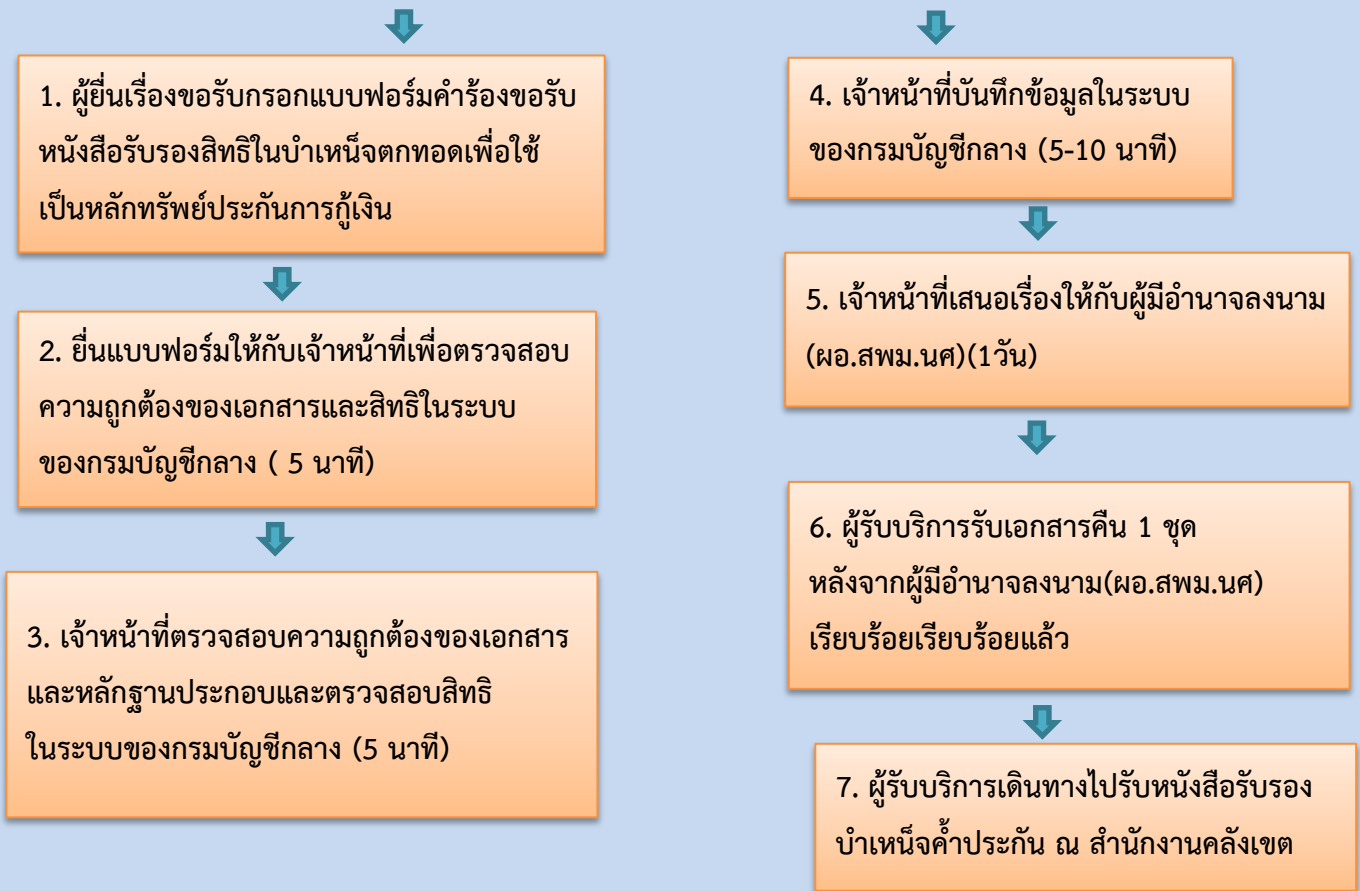 1. ผู้ยื่นเรื่องขอรับกรอกแบบฟอร์มคำร้องขอรับ
หนังสือรับรองสิทธิในบำเหน็จตกทอดเพื่อใช้
เป็นหลักทรัพย์ประกันการกู้เงิน
2. ยื่นแบบฟอร์มให้กับเจ้าหน้าที่เพื่อตรวจสอบ
ความถูกต้องของเอกสารและสิทธิในระบบ
ของกรมบัญชีกลาง ( 5 นาที)
3. เจ้าหน้าที่ตรวจสอบความถูกต้องของเอกสาร
และหลักฐานประกอบและตรวจสอบสิทธิ
ในระบบของกรมบัญชีกลาง (5 นาที)
4. เจ้าหน้าที่บันทึกข้อมูลในระบบ
ของกรมบัญชีกลาง (5-10 นาที)
5. เจ้าหน้าที่เสนอเรื่องให้กับผู้มีอำนาจลงนาม
(ผอ.สพม.นศ)(1วัน)
6. ผู้รับบริการรับเอกสารคืน 1 ชุด
หลังจากผู้มีอำนาจลงนาม(ผอ.สพม.นศ)
เรียบร้อยเรียบร้อยแล้ว
7. ผู้รับบริการเดินทางไปรับหนังสือรับรอง
บำเหน็จค้ำประกัน ณ สำนักงานคลังเขต